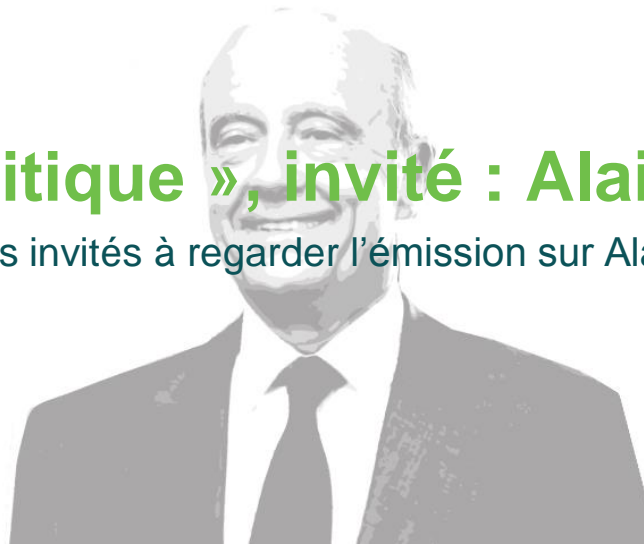 itique », invité : Alai
s invités à regarder l’émission sur Ala